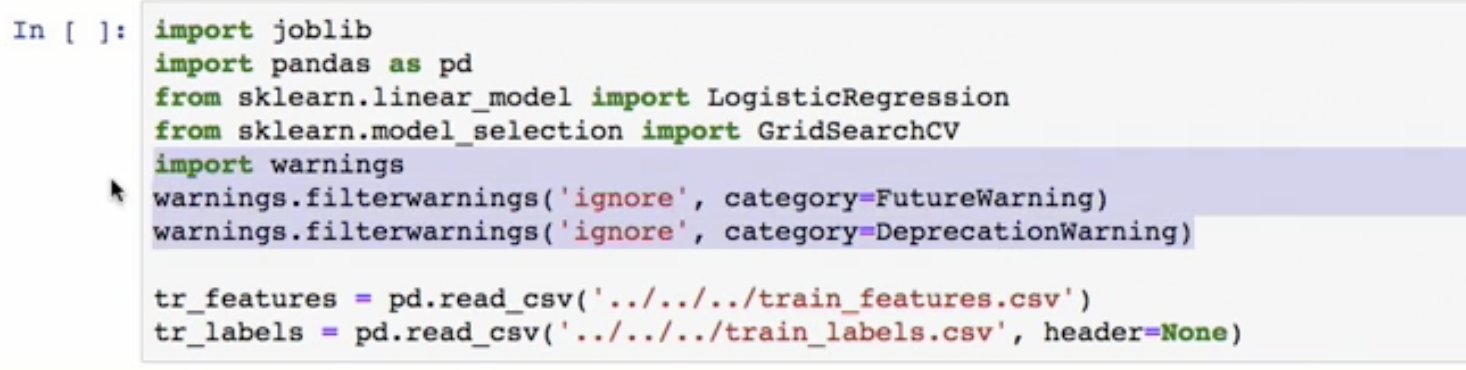 In [ ]:
import joblib
import pandas as pd
from sklearn.linear_model import LogisticRegression
from sklearn.model_selection import GridSearchCV
import warnings
warnings.filterwarnings('ignore', category=FutureWarning)
warnings.filterwarnings('ignore', category=DeprecationWarning)
tr_features = pd.read_csv('../../../train_features.csv')
tr_labels = pd.read_csv('../../../train_labels.csv', header=None)